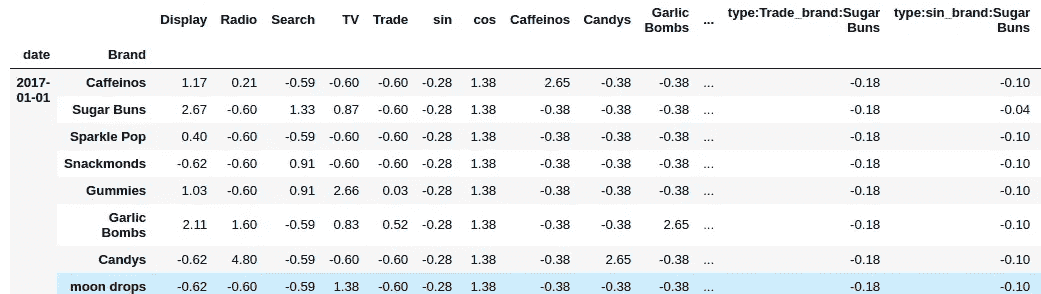 Display Radio Search TV Trade sin cos Caffeinos Candys Garlic Bombs ... type:Trade_brand:Sugar Buns type:sin_brand:Sugar Buns
date Brand
2017-01-01 Caffeinos 1.17 0.21 -0.59 -0.60 -0.60 -0.28 1.38 2.65 -0.38 -0.38 ... -0.18 -0.10
Sugar Buns 2.67 -0.60 1.33 0.87 -0.60 -0.28 1.38 -0.38 -0.38 -0.38 ... -0.18 -0.04
Sparkle Pop 0.40 -0.60 -0.59 -0.60 -0.60 -0.28 1.38 -0.38 -0.38 -0.38 ... -0.18 -0.10
Snackmonds -0.62 -0.60 0.91 -0.60 -0.60 -0.28 1.38 -0.38 -0.38 -0.38 ... -0.18 -0.10
Gummies 1.03 -0.60 0.91 2.66 0.03 -0.28 1.38 -0.38 -0.38 -0.38 ... -0.18 -0.10
Garlic Bombs 2.11 1.60 -0.59 0.83 0.52 -0.28 1.38 -0.38 -0.38 2.65 ... -0.18 -0.10
Candys -0.62 4.80 -0.59 -0.60 -0.60 -0.28 1.38 -0.38 2.65 -0.38 ... -0.18 -0.10
moon drops -0.62 -0.60 -0.59 1.38 -0.60 -0.28 1.38 -0.38 -0.38 -0.38 ... -0.18 -0.10